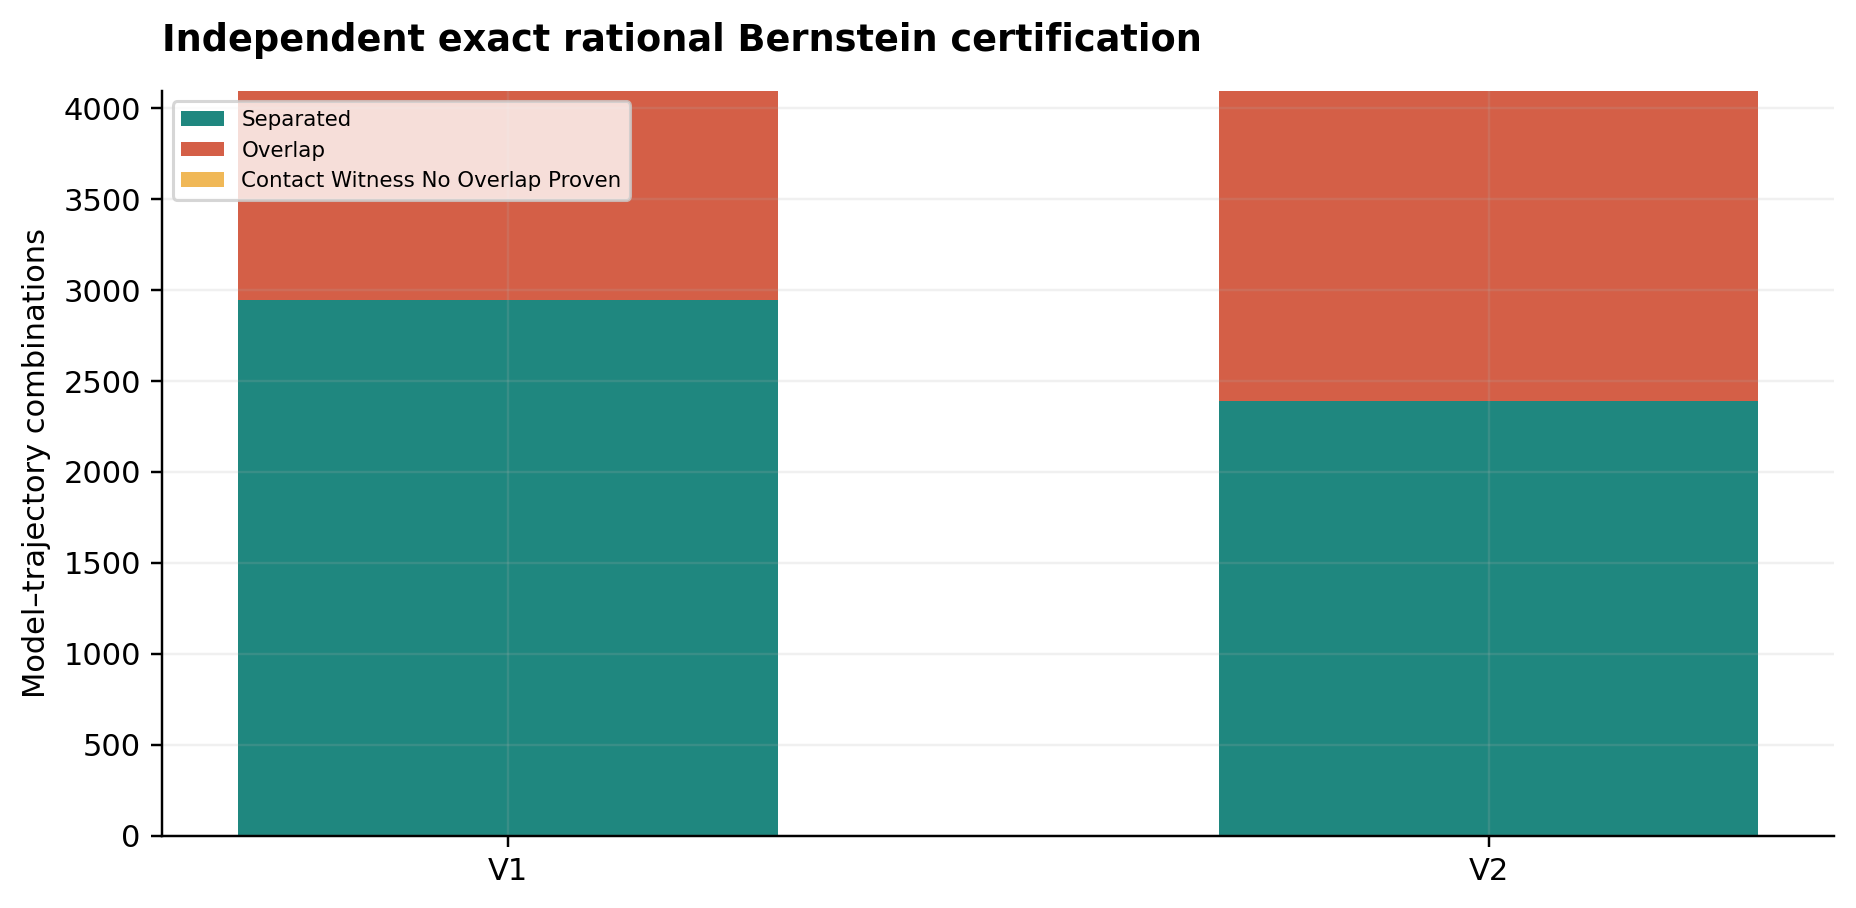 Independent exact rational Bernstein certification
Separated
Overlap
Contact Witness No Overlap Proven
Model–trajectory combinations
4000
3500
3000
2500
2000
1500
1000
500
0
V1
V2